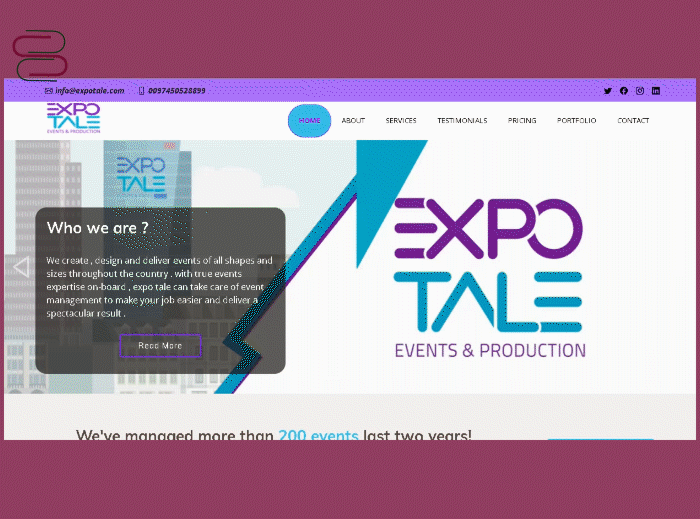 info@expotale.com 0097450528899
EXPO
TALE
EVENTS & PRODUCTION
HOME ABOUT SERVICES TESTIMONIALS PRICING PORTFOLIO CONTACT
EXPO
TALE
Who we are ?
We create , design and deliver events of all shapes and
sizes throughout the country . with true events
expertise on-board , expo tale can take care of event
management to make your job easier and deliver a
spectacular result .
Read More
EXPO
TALE
EVENTS & PRODUCTION
We've managed more than 200 events last two years!